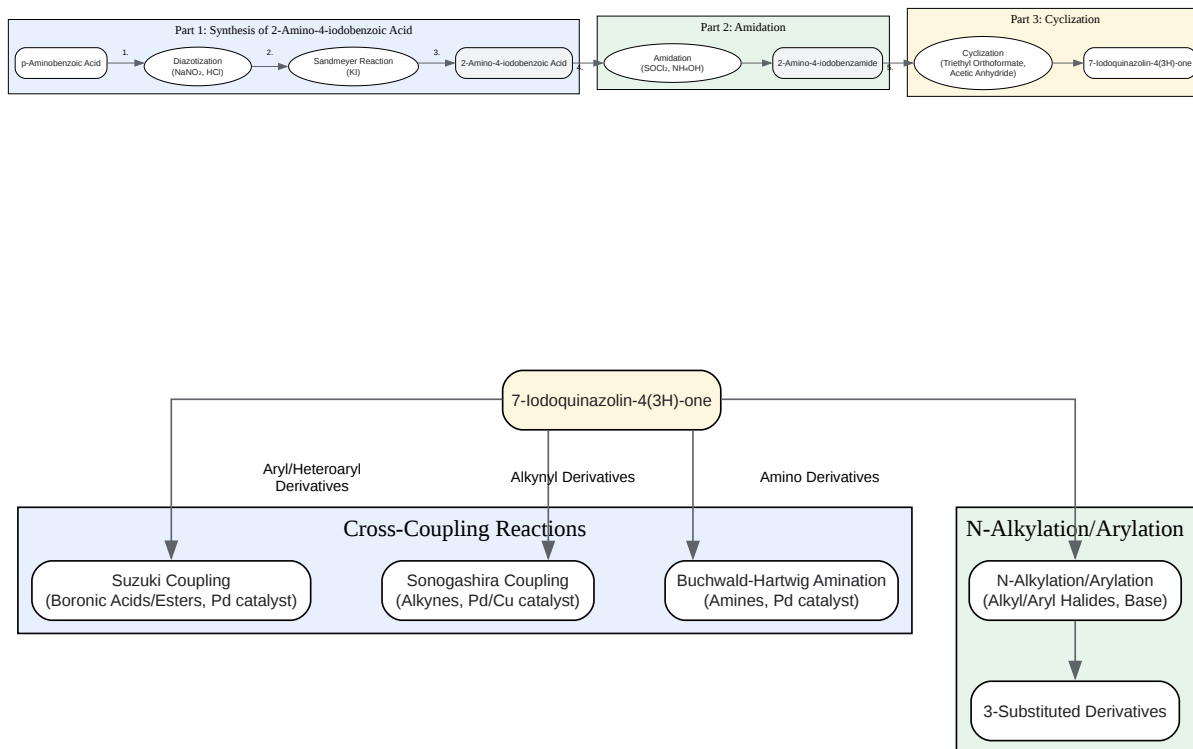 Part 1: Synthesis of 2-Amino-4-iodobenzoic Acid
p-Aminobenzoic Acid
1.
Diazotization
(NaNO₂, HCl)
2.
Sandmeyer Reaction
(KI)
3.
2-Amino-4-iodobenzoic Acid
4.
Part 2: Amidation
Amidation
(SOCl₂, NH₄OH)
2-Amino-4-iodobenzamide
5.
Part 3: Cyclization
Cyclization
(Triethyl Orthoformate,
Acetic Anhydride)
7-Iodoquinazolin-4(3H)-one
7-Iodoquinazolin-4(3H)-one
Aryl/Heteroaryl
Derivatives
Alkynyl Derivatives
Amino Derivatives
Cross-Coupling Reactions
Suzuki Coupling
(Boronic Acids/Esters, Pd catalyst)
Sonogashira Coupling
(Alkynes, Pd/Cu catalyst)
Buchwald-Hartwig Amination
(Amines, Pd catalyst)
N-Alkylation/Arylation
N-Alkylation/Arylation
(Alkyl/Aryl Halides, Base)
3-Substituted Derivatives